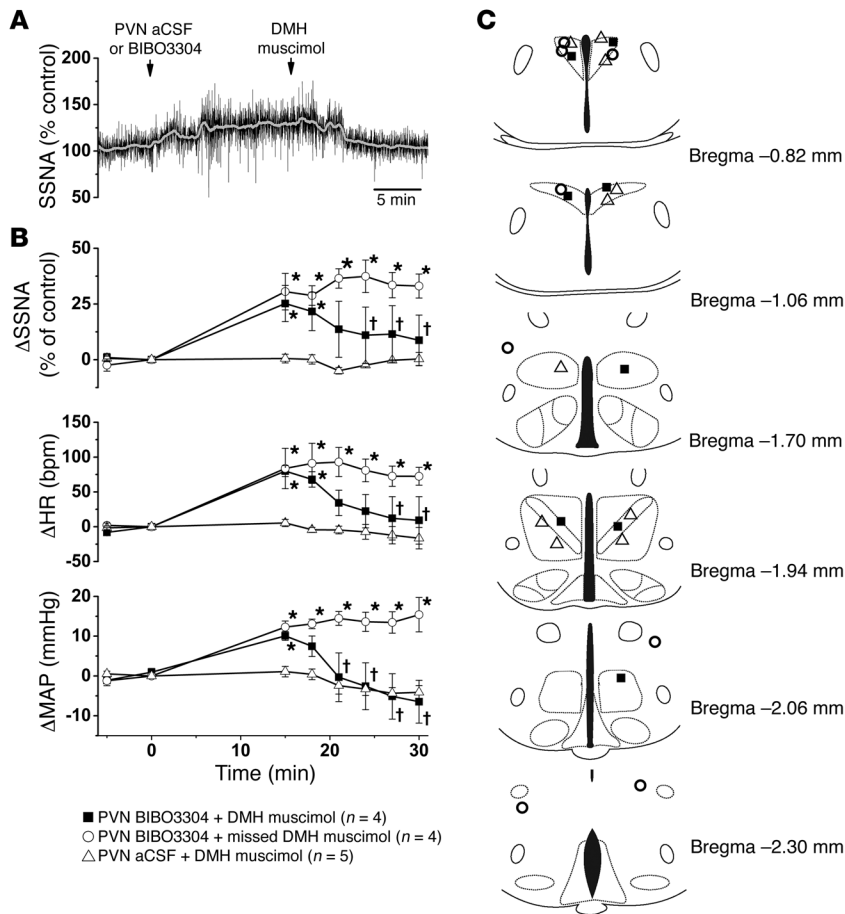 A
PVN aCSF
or BIBO3304
DMH
muscimol
SSNA (% control)
200
150
100
50
5 min
B
ΔSSNA
(% of control)
50
25
0
* * * * * *
* *
† † †
ΔHR (bpm)
150
100
50
0
-50
* * * * * *
* *
† †
ΔMAP (mmHg)
20
10
0
-10
* * * * * *
*
† † † †
0 10 20 30
Time (min)
■ PVN BIBO3304 + DMH muscimol (n = 4)
○ PVN BIBO3304 + missed DMH muscimol (n = 4)
△ PVN aCSF + DMH muscimol (n = 5)
C
Bregma –0.82 mm
Bregma –1.06 mm
Bregma –1.70 mm
Bregma –1.94 mm
Bregma –2.06 mm
Bregma –2.30 mm